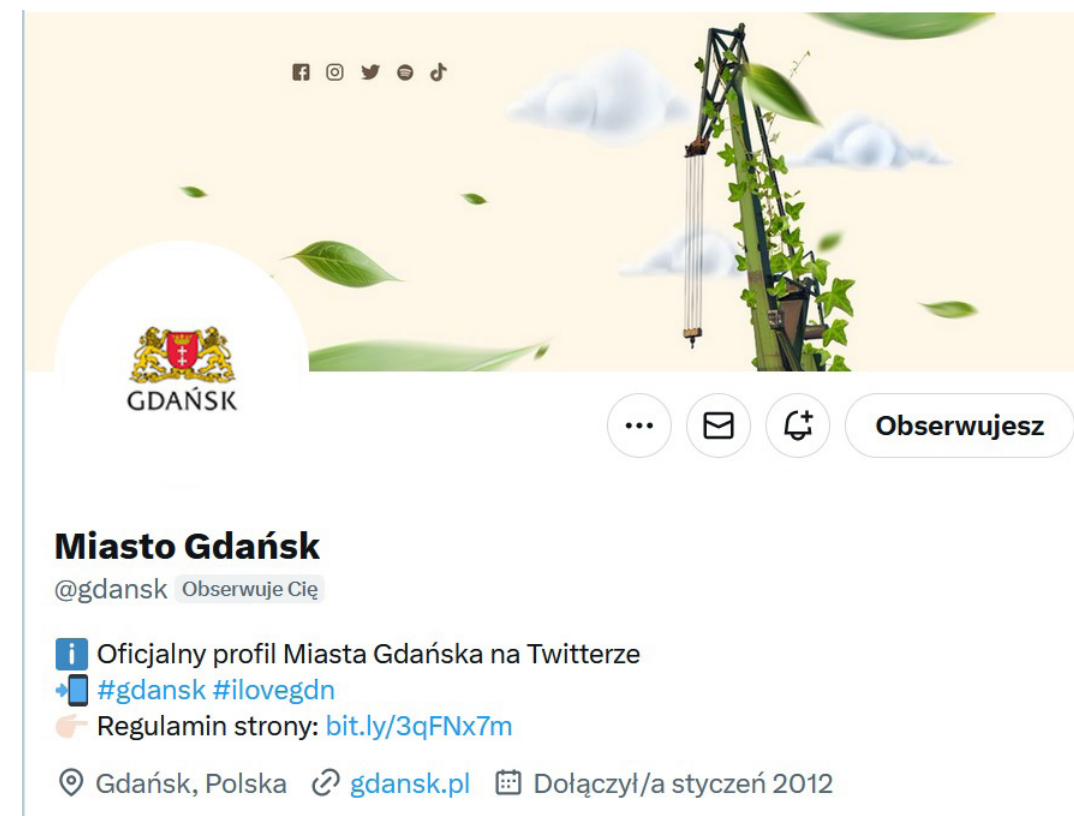 GDAŃSK
Obserwujesz
Miasto Gdańsk
@gdansk Obserwuje Cię
Oficjalny profil Miasta Gdańska na Twitterze
#gdansk #ilovegdn
Regulamin strony: bit.ly/3qFNx7m
Gdańsk, Polska gdansk.pl Dołączył/a styczeń 2012